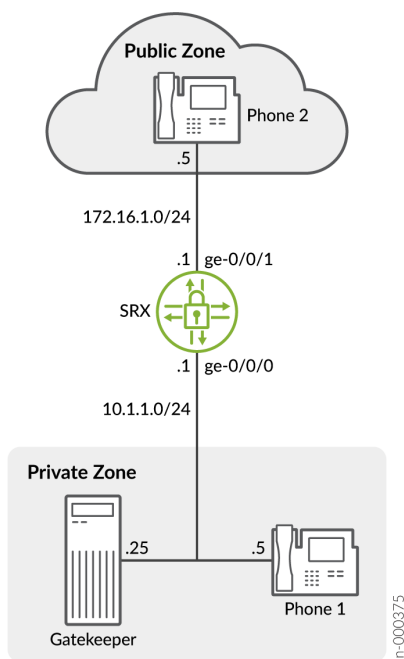 Public Zone
Phone 2
.5
172.16.1.0/24
.1 ge-0/0/1
SRX
.1 ge-0/0/0
10.1.1.0/24
Private Zone
.25 .5
Phone 1
Gatekeeper
n-000375